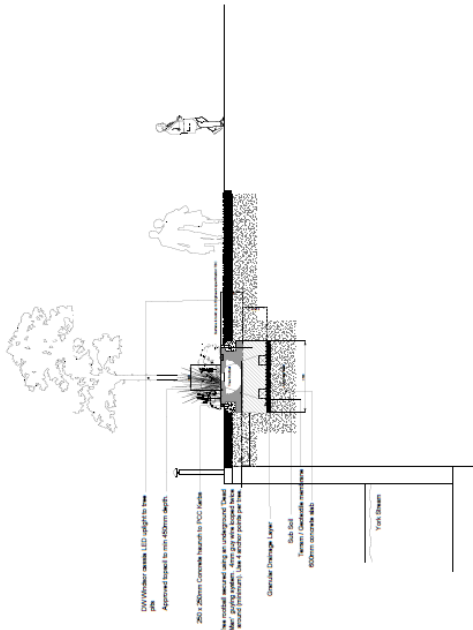 DW Windsor castle LED uplight to tree
pits
Approved topsoil to min 450mm depth.
250 x 250mm Concrete haunch to PCC Kerbs
Tree rootball secured using an underground 'Dead
Man' guying system. 4mm guy wire looped twice
around (minimum). Use 4 anchor points per tree.
Granular Drainage Layer
Sub Soil
Terram / Geotextile membrane
600mm concrete slab
York Stream